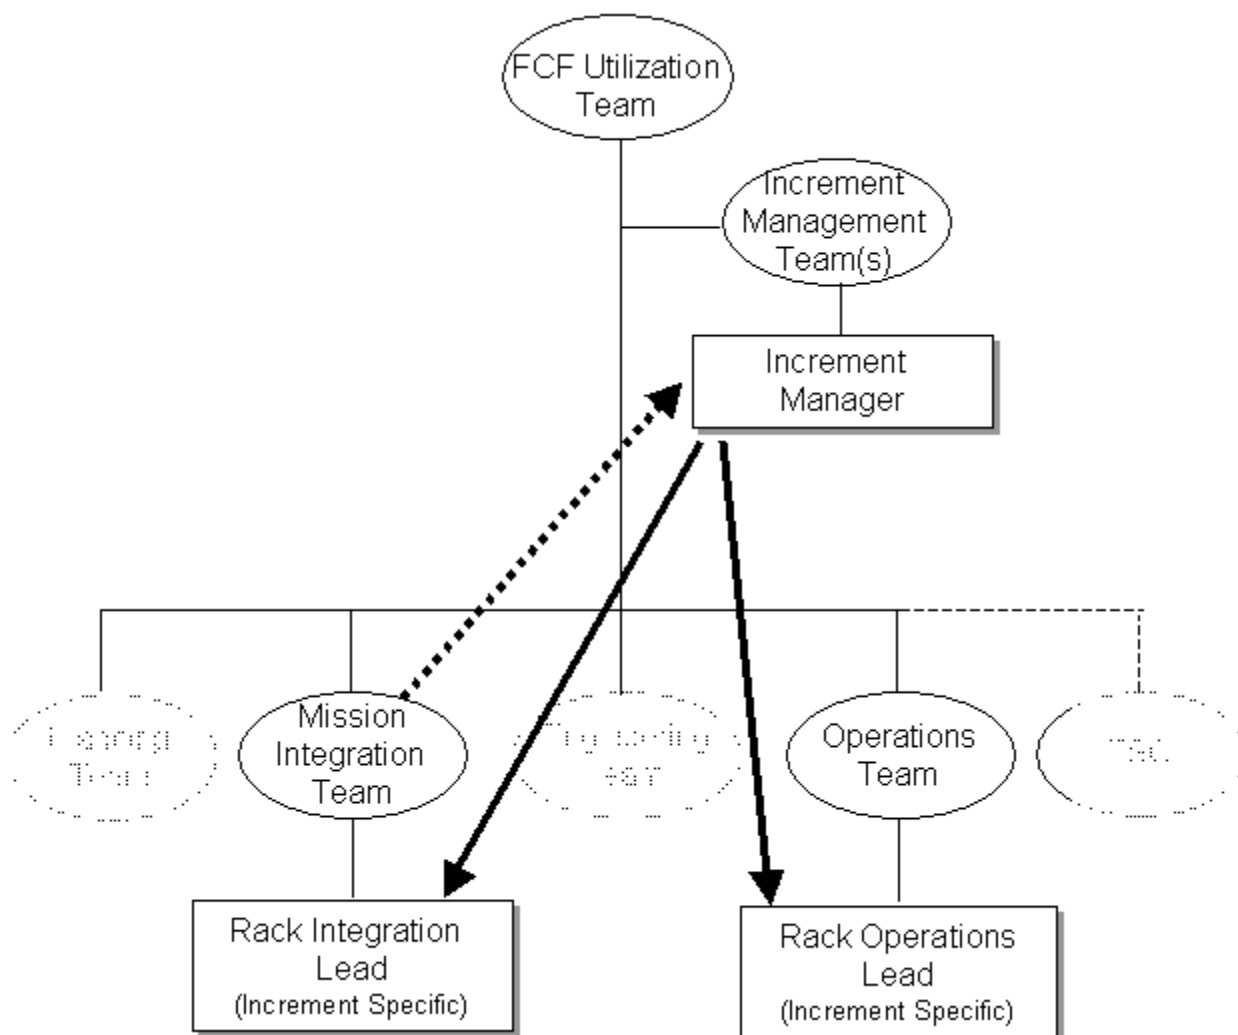 FCF Utilization
Team
Increment
Management
Team(s)
Increment
Manager
Mission
Integration
Team
Operations
Team
Rack Integration
Lead
(Increment Specific)
Rack Operations
Lead
(Increment Specific)